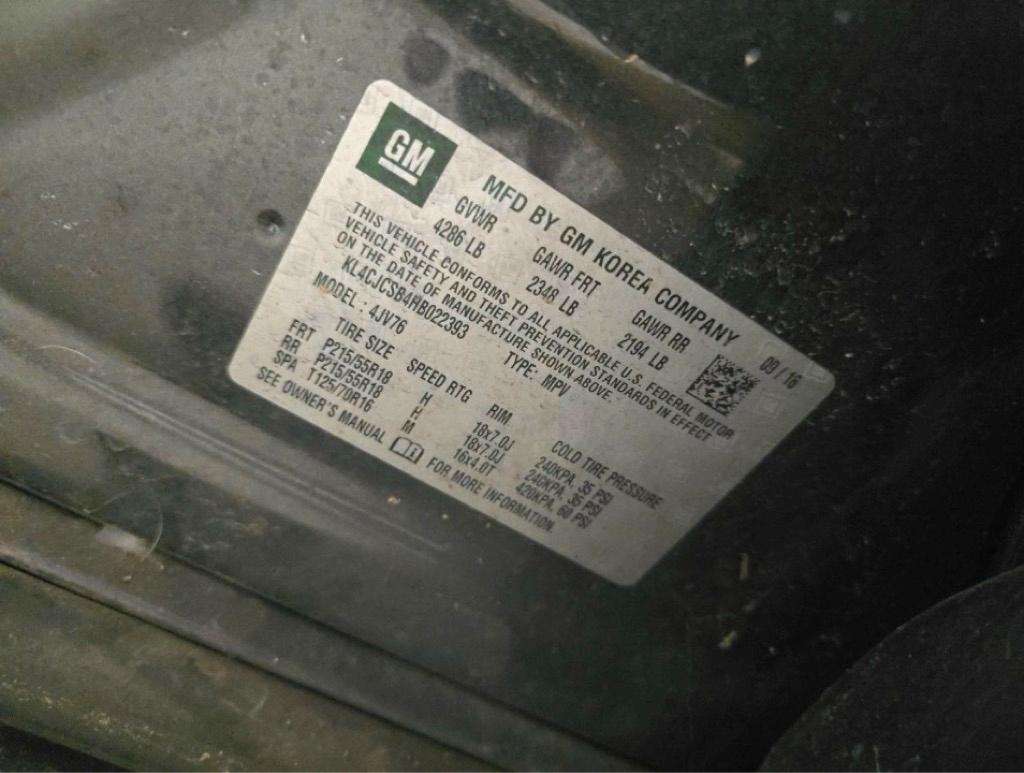 GM
MFD BY GM KOREA COMPANY 09 / 16
GVWR GAWR FRT GAWR RR
4286 LB 2348 LB 2194 LB
THIS VEHICLE CONFORMS TO ALL APPLICABLE U.S. FEDERAL MOTOR
VEHICLE SAFETY AND THEFT PREVENTION STANDARDS IN EFFECT
ON THE DATE OF MANUFACTURE SHOWN ABOVE.
KL4CJCSB4HB022393 TYPE: MPV
MODEL : 4JV76
TIRE SIZE SPEED RTG RIM COLD TIRE PRESSURE
FRT P215/55R18 H 18x7.0J 240KPA, 35 PSI
RR P215/55R18 H 18x7.0J 240KPA, 35 PSI
SPA T125/70R16 M 16x4.0T 420KPA, 60 PSI
SEE OWNER'S MANUAL FOR MORE INFORMATION.